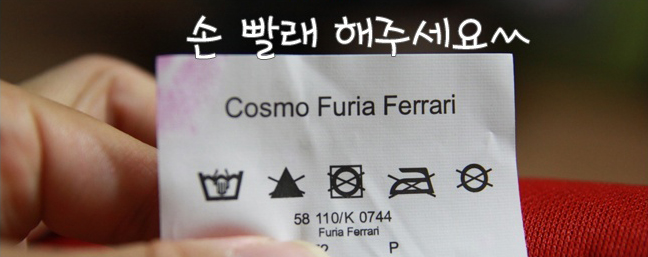 손 빨래 해주세요~
Cosmo Furia Ferrari
58 110/K 0744
Furia Ferrari
P